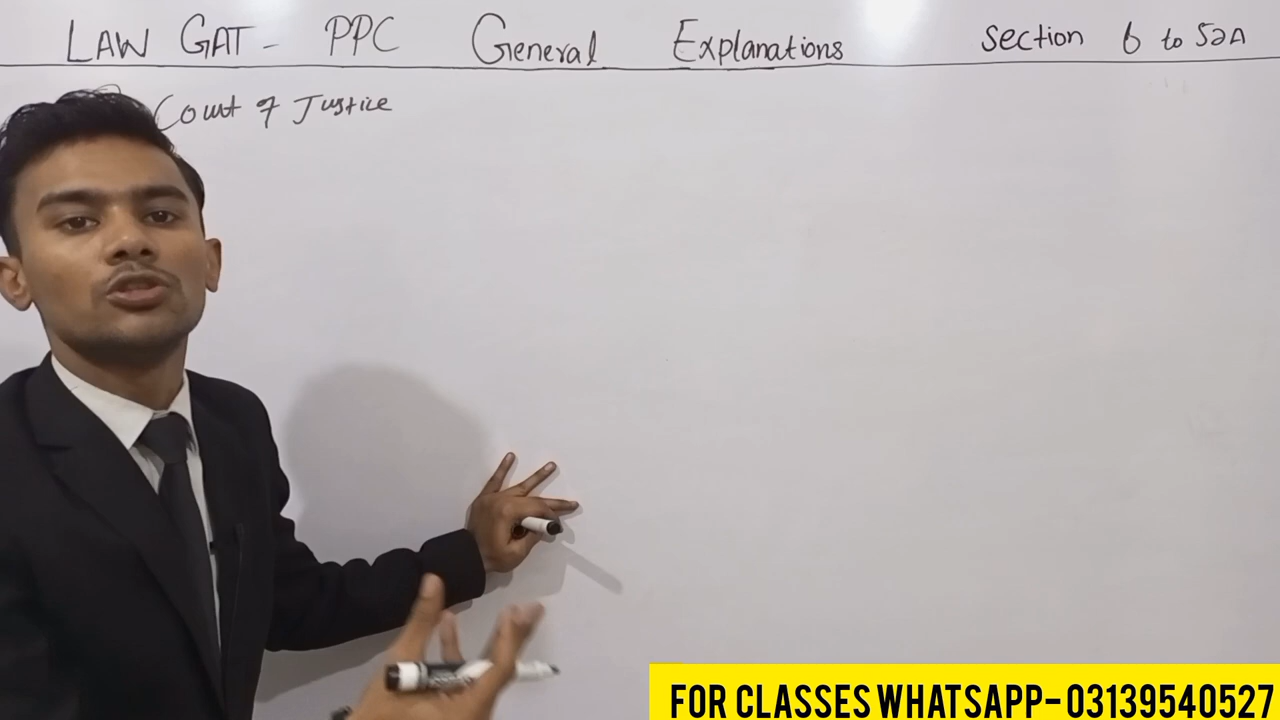 LAW GAT - PPC General Explanations Section 6 to 52A
Court of Justice
FOR CLASSES WHATSAPP-03139540527